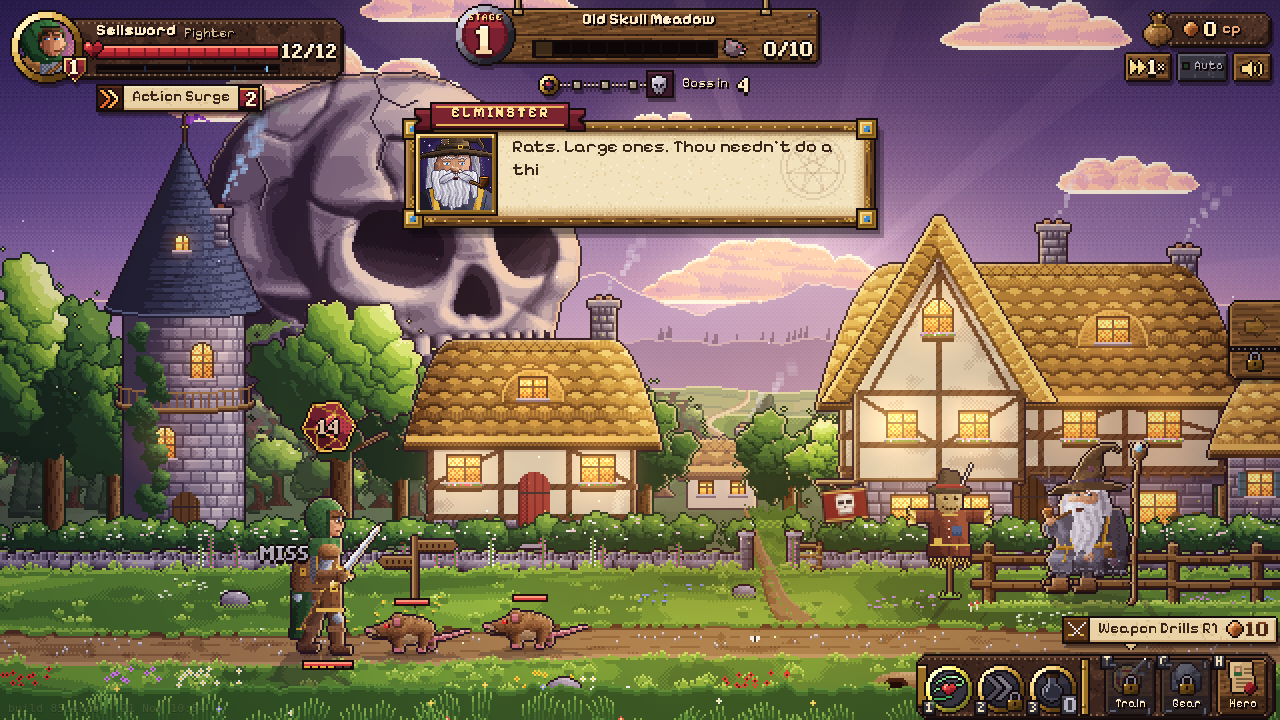 Sellsword Fighter
12/12
1
Action Surge 2
STAGE
1
Old Skull Meadow
0/10
Boss in 4
0 cp
1x
Auto
ELMINSTER
Rats. Large ones. Thou needn't do a
thi
14
MISS
Weapon Drills R1 10
1
2
3
0
T
Train
Gear
H
Hero